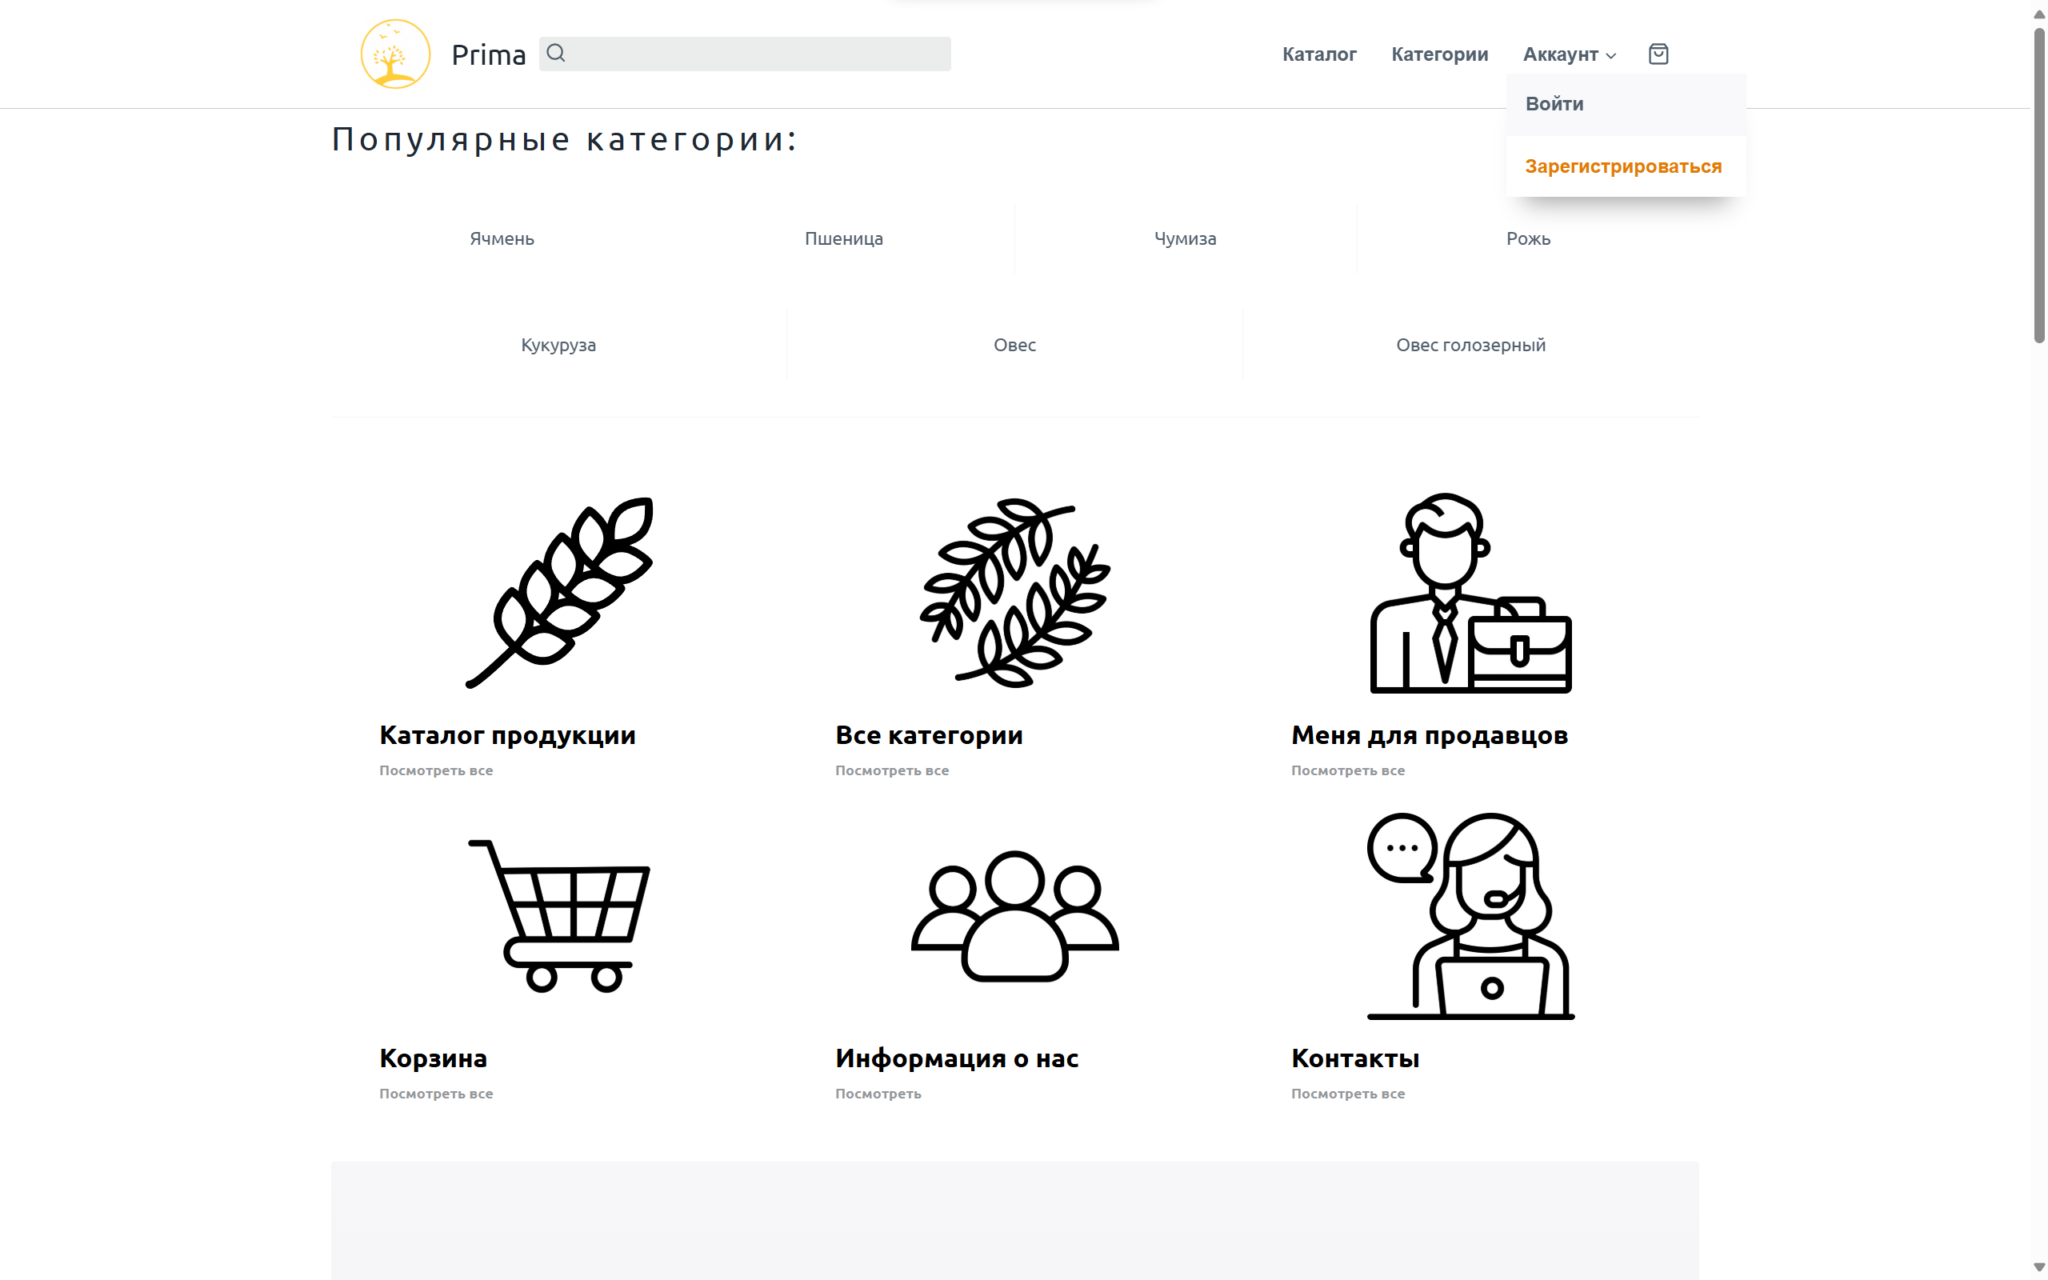 Prima
Каталог
Категории
Аккаунт
Войти
Зарегистрироваться
Популярные категории:
Ячмень
Пшеница
Чумиза
Рожь
Кукуруза
Овес
Овес голозерный
Каталог продукции
Посмотреть все
Все категории
Посмотреть все
Меня для продавцов
Посмотреть все
Корзина
Посмотреть все
Информация о нас
Посмотреть
Контакты
Посмотреть все